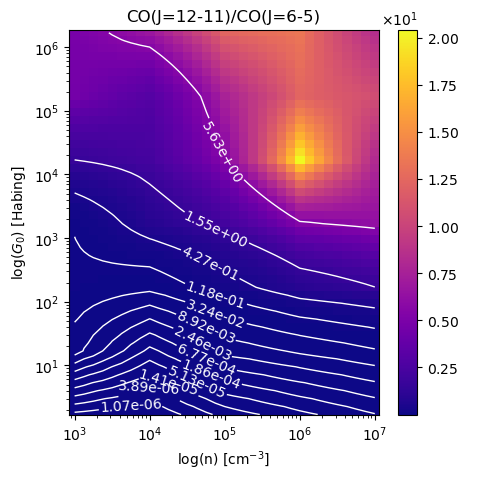 CO(J=12-11)/CO(J=6-5)
×10¹
10⁶
10⁵
10⁴
10³
10²
10¹
log(G₀) [Habing]
5.63e+00
1.55e+00
4.27e-01
1.18e-01
3.24e-02
8.92e-03
2.46e-03
6.77e-04
1.86e-04
5.13e-05
1.41e-05
3.89e-06
1.07e-06
10³ 10⁴ 10⁵ 10⁶ 10⁷
log(n) [cm⁻³]
2.00
1.75
1.50
1.25
1.00
0.75
0.50
0.25